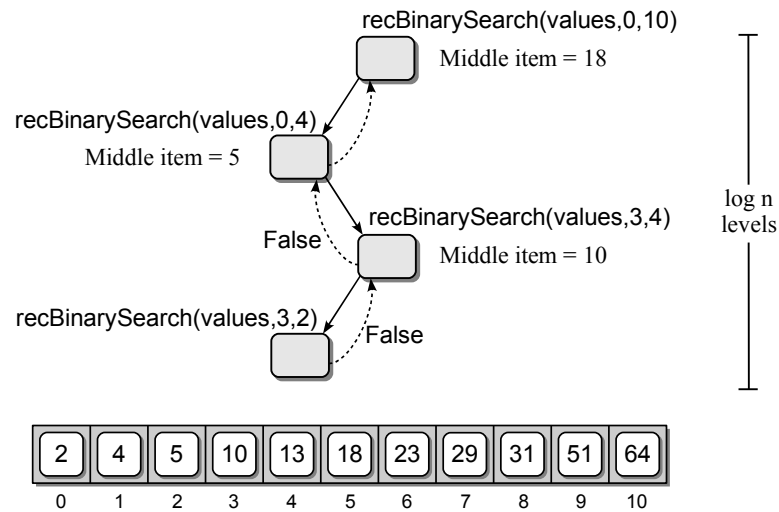 recBinarySearch(values,0,10)
Middle item = 18
recBinarySearch(values,0,4)
Middle item = 5
recBinarySearch(values,3,4)
False
Middle item = 10
log n
levels
recBinarySearch(values,3,2)
False
2 4 5 10 13 18 23 29 31 51 64
0 1 2 3 4 5 6 7 8 9 10